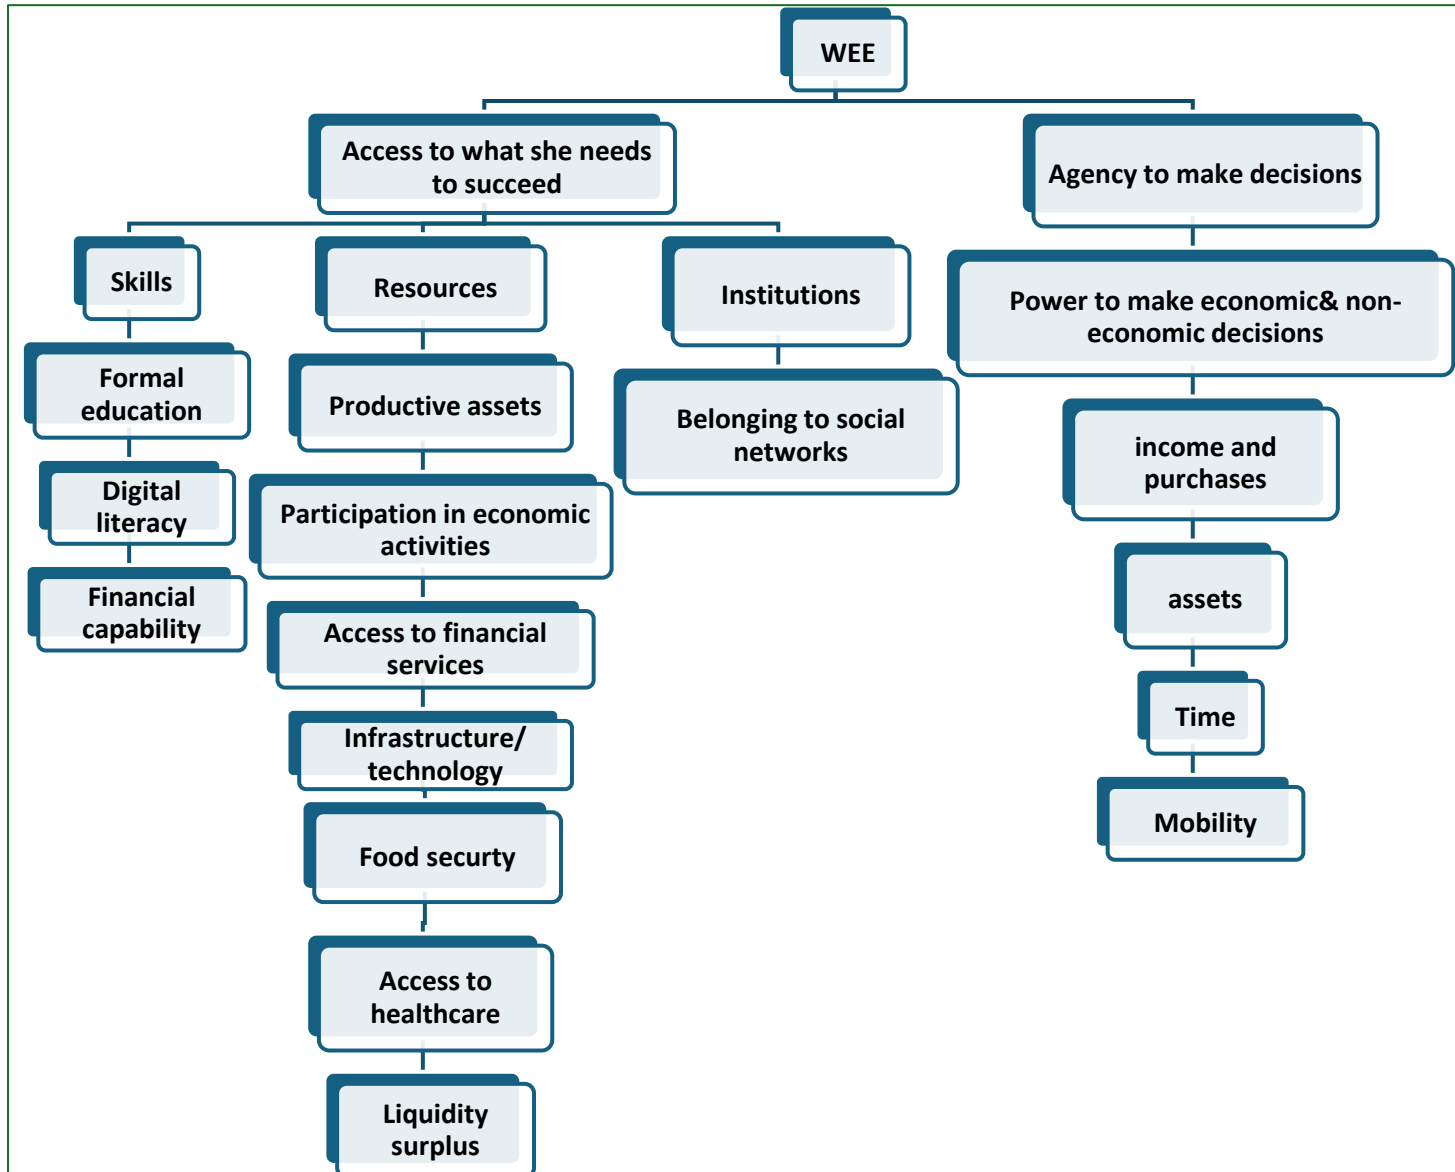 WEE
Access to what she needs
to succeed
Agency to make decisions
Skills
Resources
Institutions
Power to make economic& non-
economic decisions
Formal
education
Productive assets
Belonging to social
networks
income and
purchases
Digital
literacy
Participation in economic
activities
assets
Financial
capability
Access to financial
services
Time
Infrastructure/
technology
Mobility
Food securty
Access to
healthcare
Liquidity
surplus